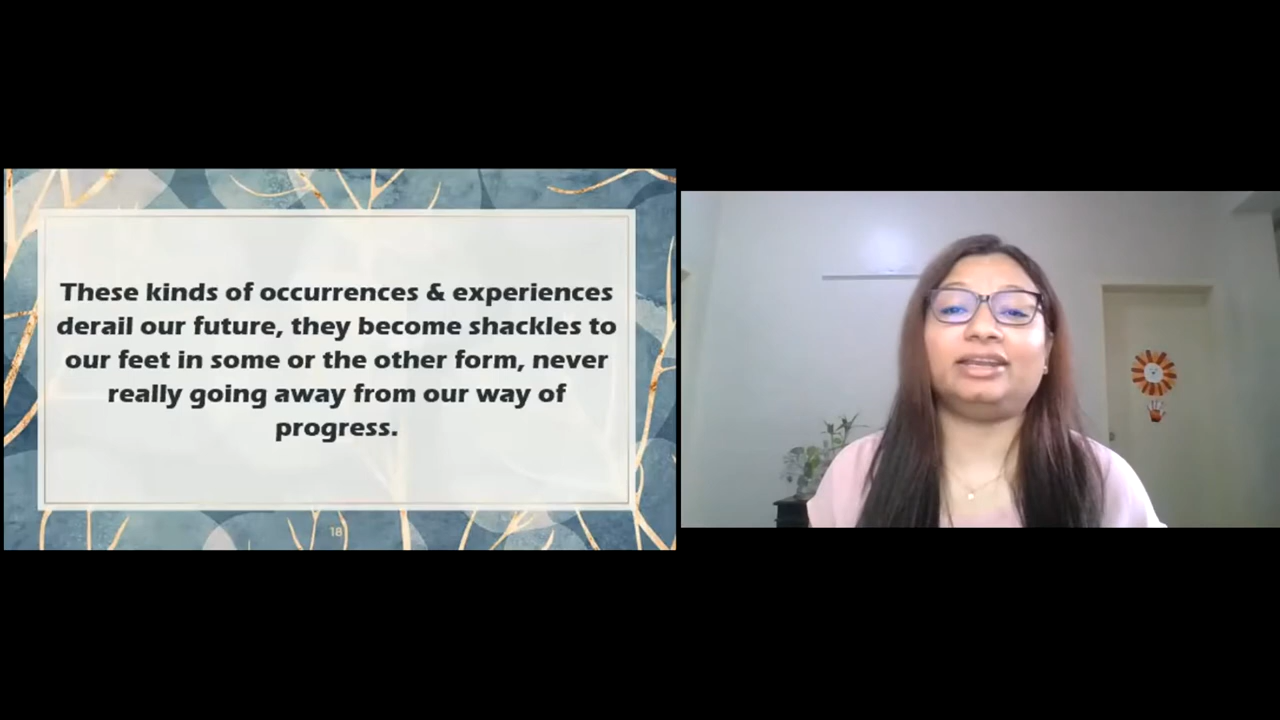 These kinds of occurrences & experiences
derail our future, they become shackles to
our feet in some or the other form, never
really going away from our way of
progress.
18